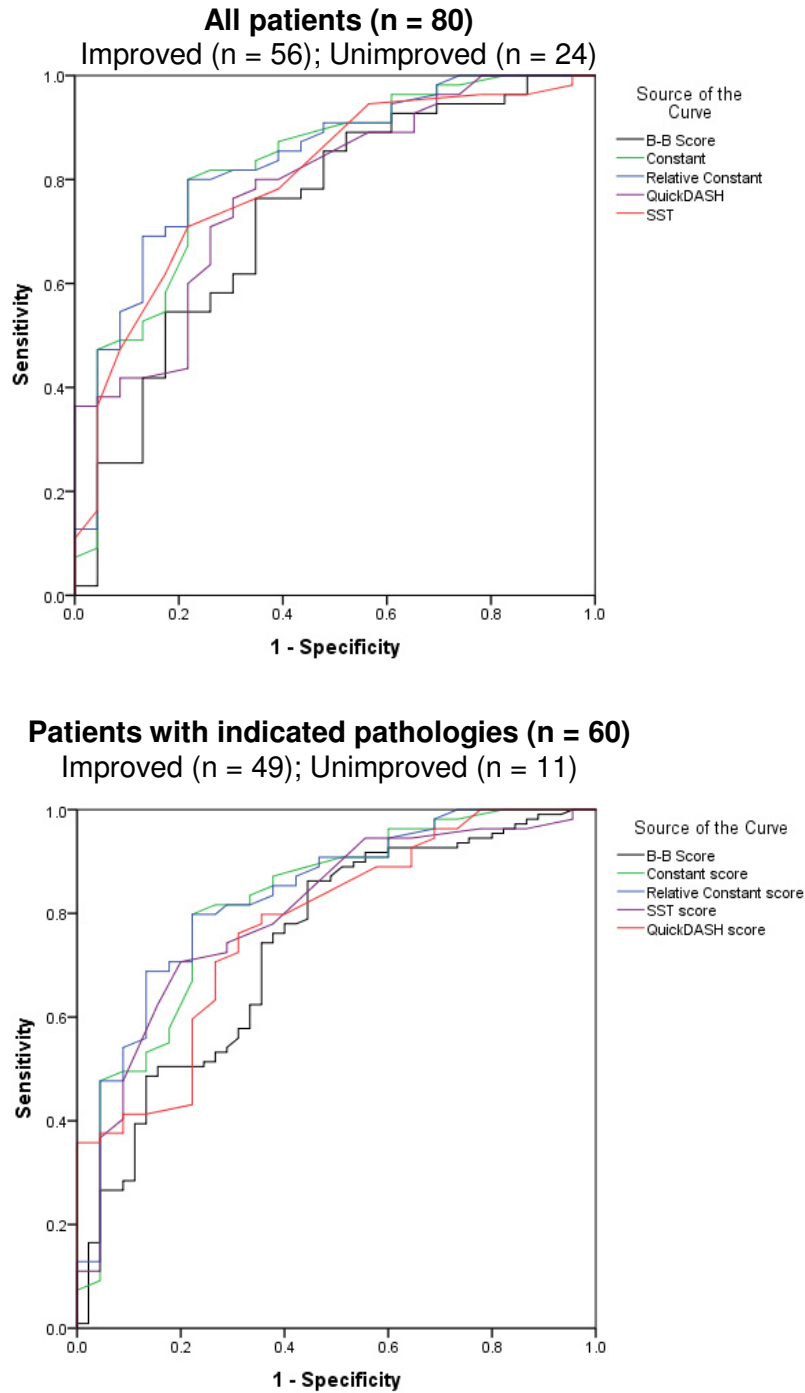 All patients (n = 80)
Improved (n = 56); Unimproved (n = 24)
Source of the
Curve
B-B Score
Constant
Relative Constant
QuickDASH
SST
1.0
0.8
0.6
0.4
0.2
0.0
Sensitivity
0.0 0.2 0.4 0.6 0.8 1.0
1 - Specificity
Patients with indicated pathologies (n = 60)
Improved (n = 49); Unimproved (n = 11)
Source of the Curve
B-B Score
Constant score
Relative Constant score
SST score
QuickDASH score
1.0
0.8
0.6
0.4
0.2
0.0
Sensitivity
0.0 0.2 0.4 0.6 0.8 1.0
1 - Specificity